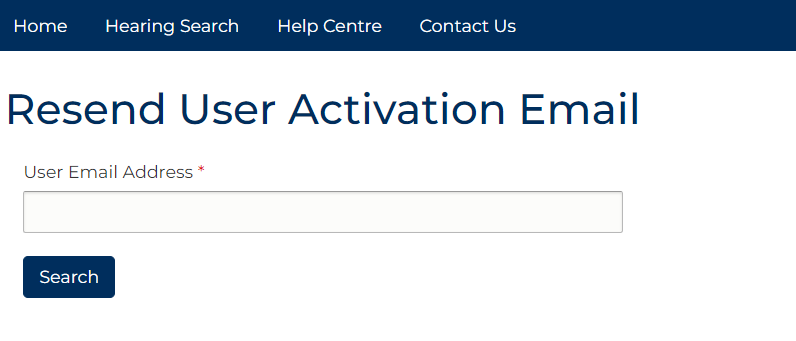 Home Hearing Search Help Centre Contact Us
Resend User Activation Email
User Email Address *
Search